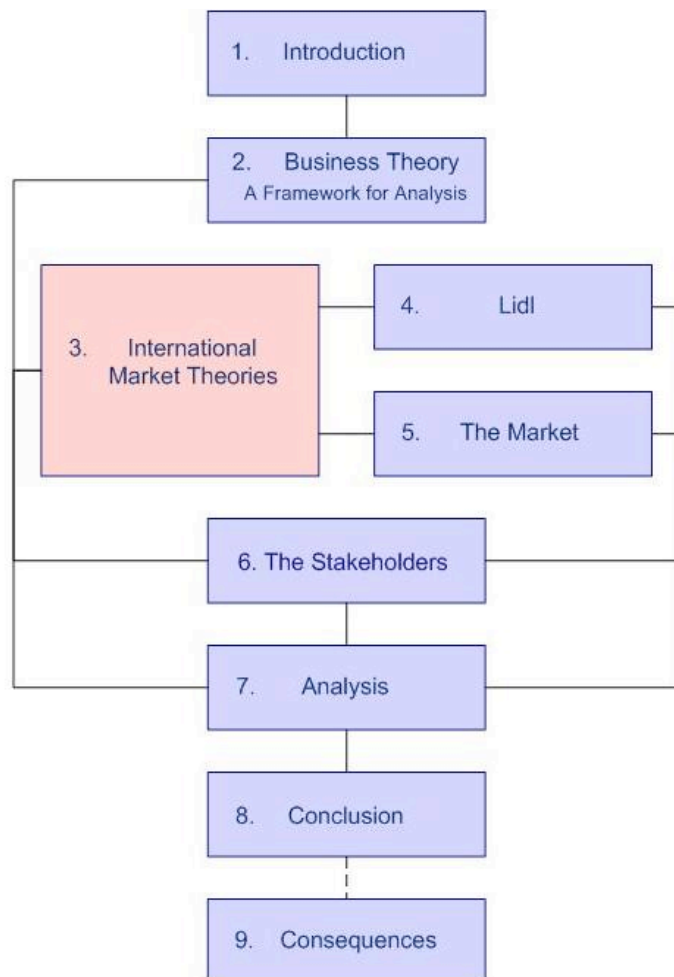 1. Introduction
2. Business Theory
A Framework for Analysis
3. International
Market Theories
4. Lidl
5. The Market
6. The Stakeholders
7. Analysis
8. Conclusion
9. Consequences